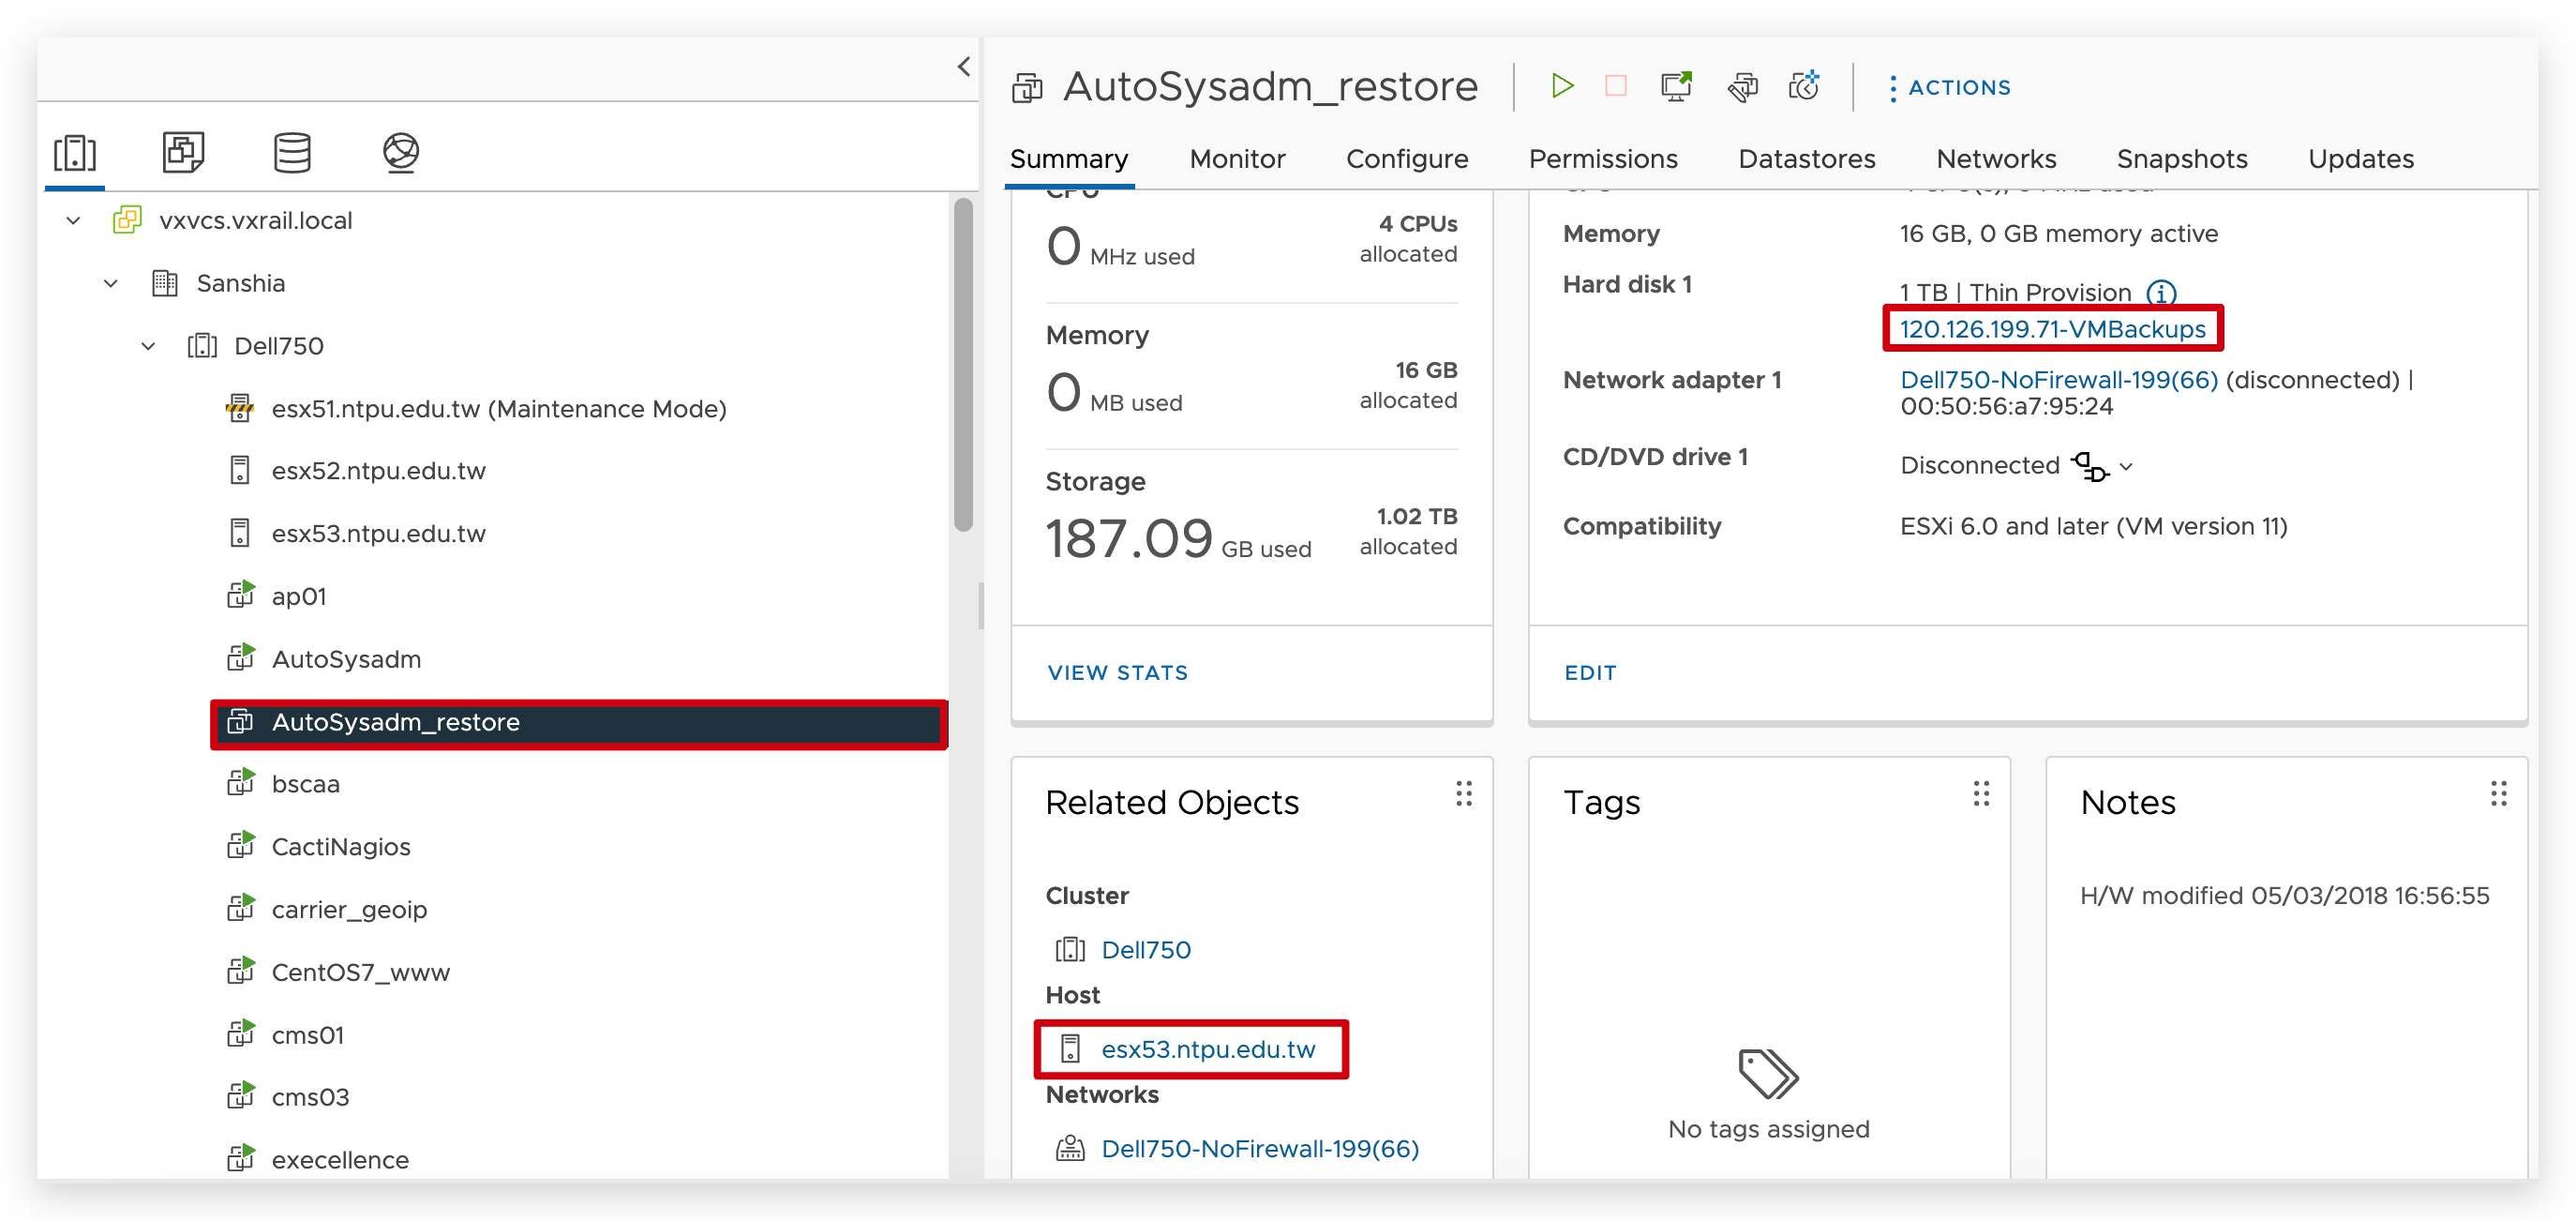 vxvcs.vxrail.local
Sanshia
Dell750
esx51.ntpu.edu.tw (Maintenance Mode)
esx52.ntpu.edu.tw
esx53.ntpu.edu.tw
ap01
AutoSysadm
AutoSysadm_restore
bscaa
CactiNagios
carrier_geoip
CentOS7_www
cms01
cms03
execellence
AutoSysadm_restore
ACTIONS
Summary Monitor Configure Permissions Datastores Networks Snapshots Updates
CPU
0 MHz used
4 CPUs
allocated
Memory
0 MB used
16 GB
allocated
Storage
187.09 GB used
1.02 TB
allocated
VIEW STATS
Memory 16 GB, 0 GB memory active
Hard disk 1 1 TB | Thin Provision
120.126.199.71-VMBackups
Network adapter 1 Dell750-NoFirewall-199(66) (disconnected) |
00:50:56:a7:95:24
CD/DVD drive 1 Disconnected
Compatibility ESXi 6.0 and later (VM version 11)
EDIT
Related Objects
Cluster
Dell750
Host
esx53.ntpu.edu.tw
Networks
Dell750-NoFirewall-199(66)
Tags
No tags assigned
Notes
H/W modified 05/03/2018 16:56:55